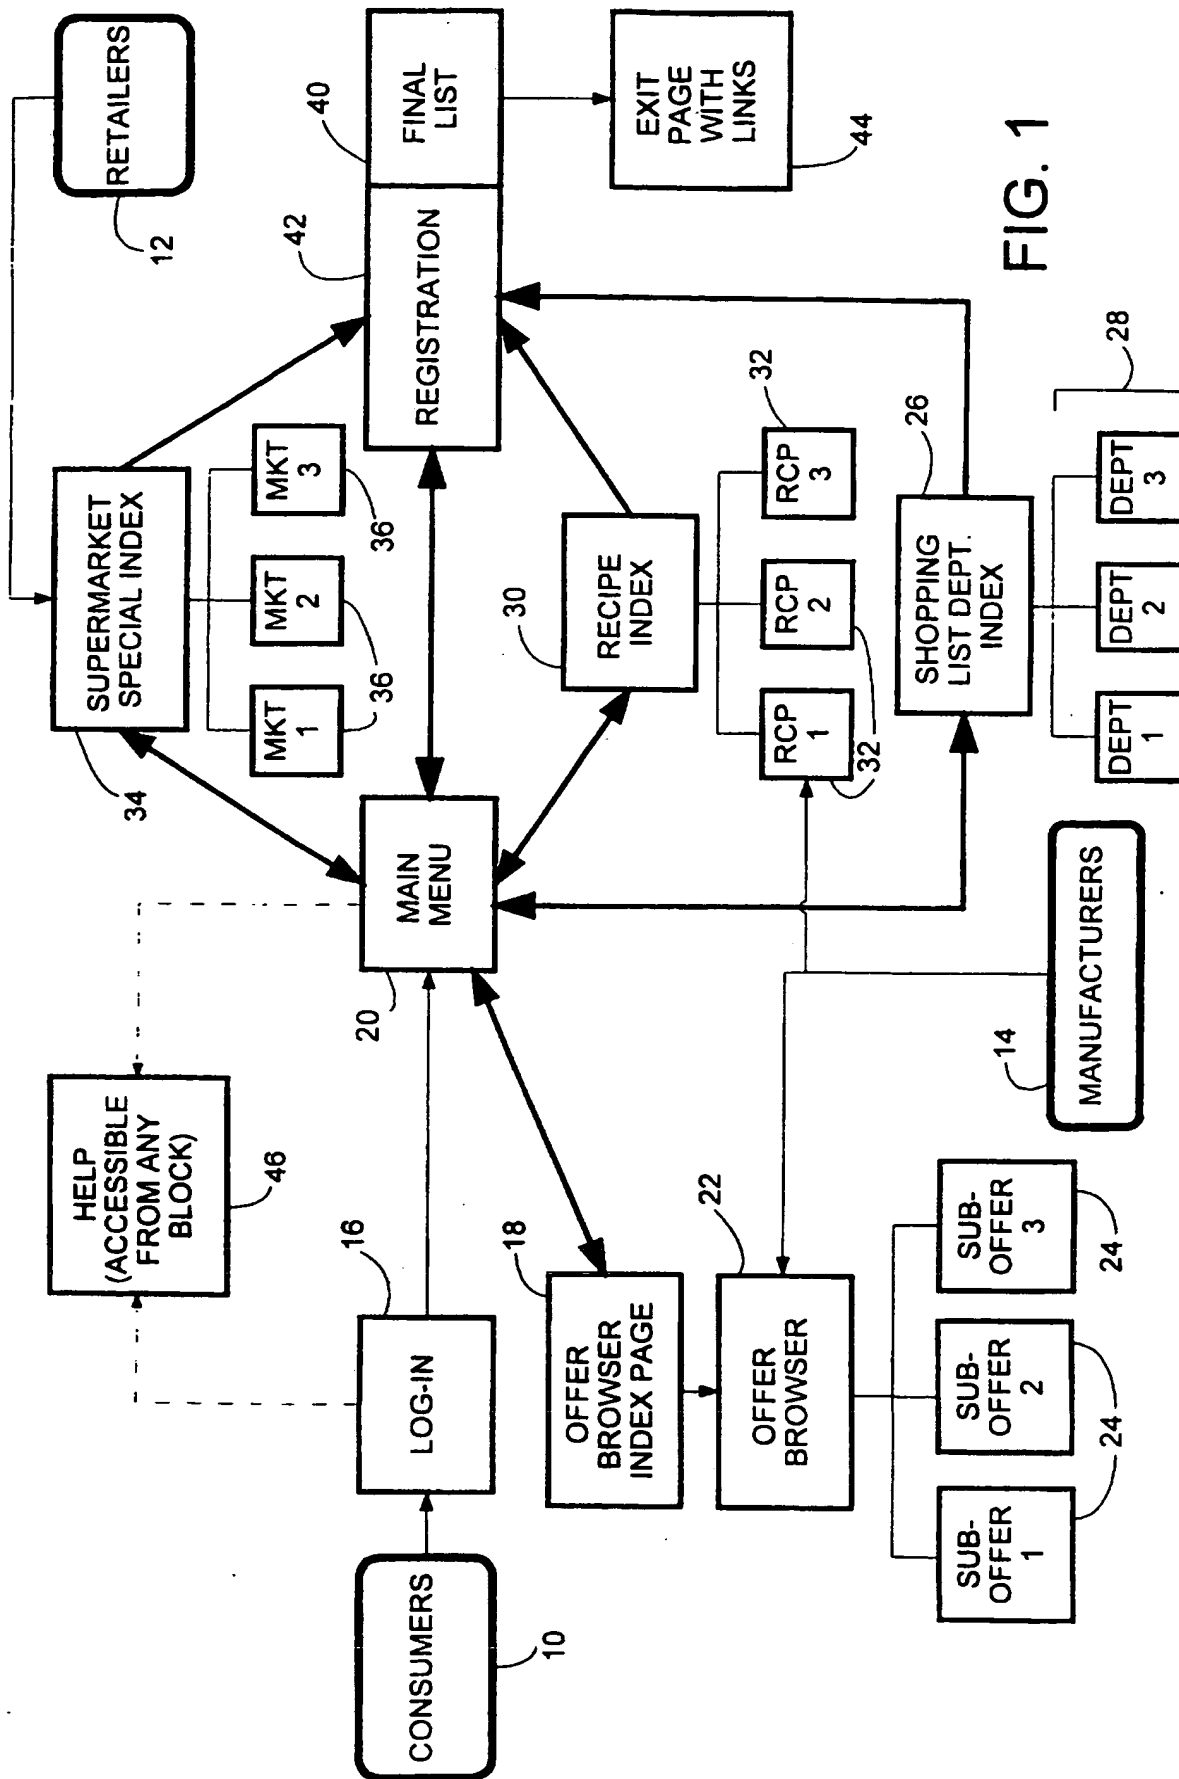 RETAILERS
12
HELP
(ACCESSIBLE
FROM ANY
BLOCK)
46
34
SUPERMARKET
SPECIAL INDEX
MKT
1
MKT
2
MKT
3
36
36
CONSUMERS
10
LOG-IN
16
MAIN
MENU
20
REGISTRATION
42
FINAL
LIST
40
EXIT
PAGE
WITH
LINKS
44
OFFER
BROWSER
INDEX PAGE
18
OFFER
BROWSER
22
SUB-
OFFER
1
SUB-
OFFER
2
SUB-
OFFER
3
24
24
RECIPE
INDEX
30
RCP
1
RCP
2
RCP
3
32
32
32
MANUFACTURERS
14
SHOPPING
LIST DEPT.
INDEX
26
DEPT
1
DEPT
2
DEPT
3
28
FIG. 1